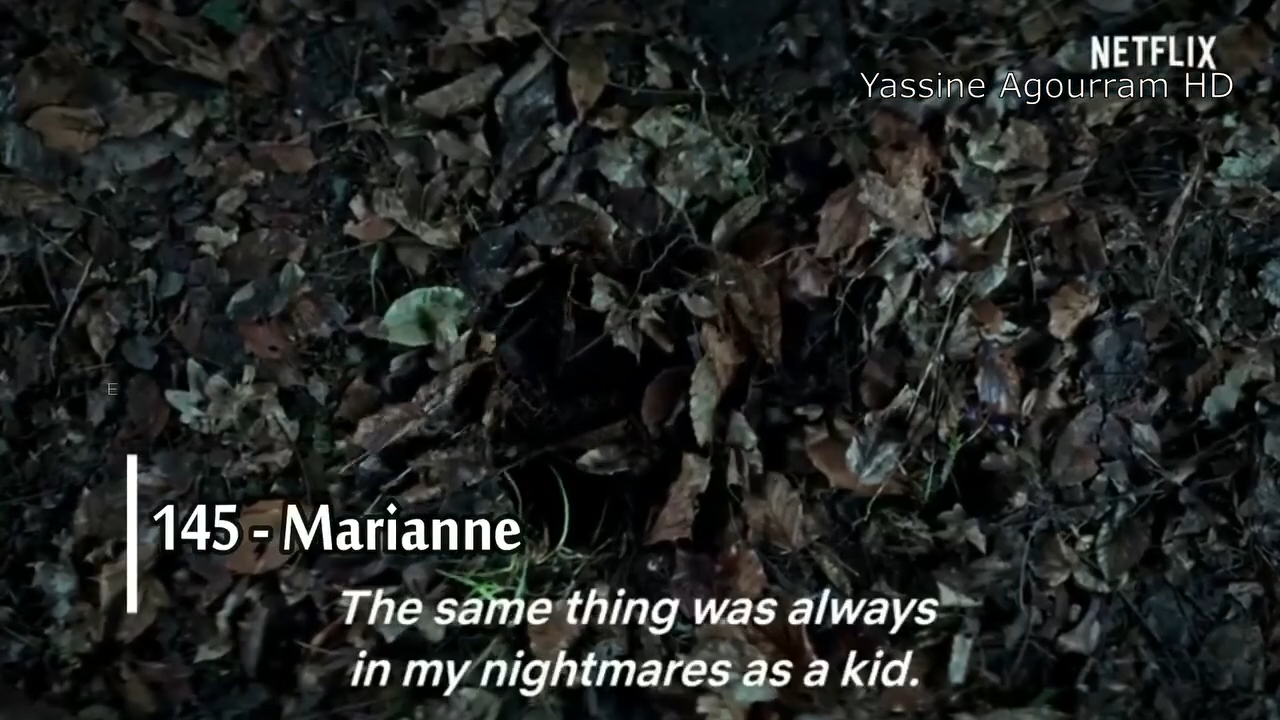 NETFLIX
Yassine Agourram HD
E
145 - Marianne
The same thing was always
in my nightmares as a kid.